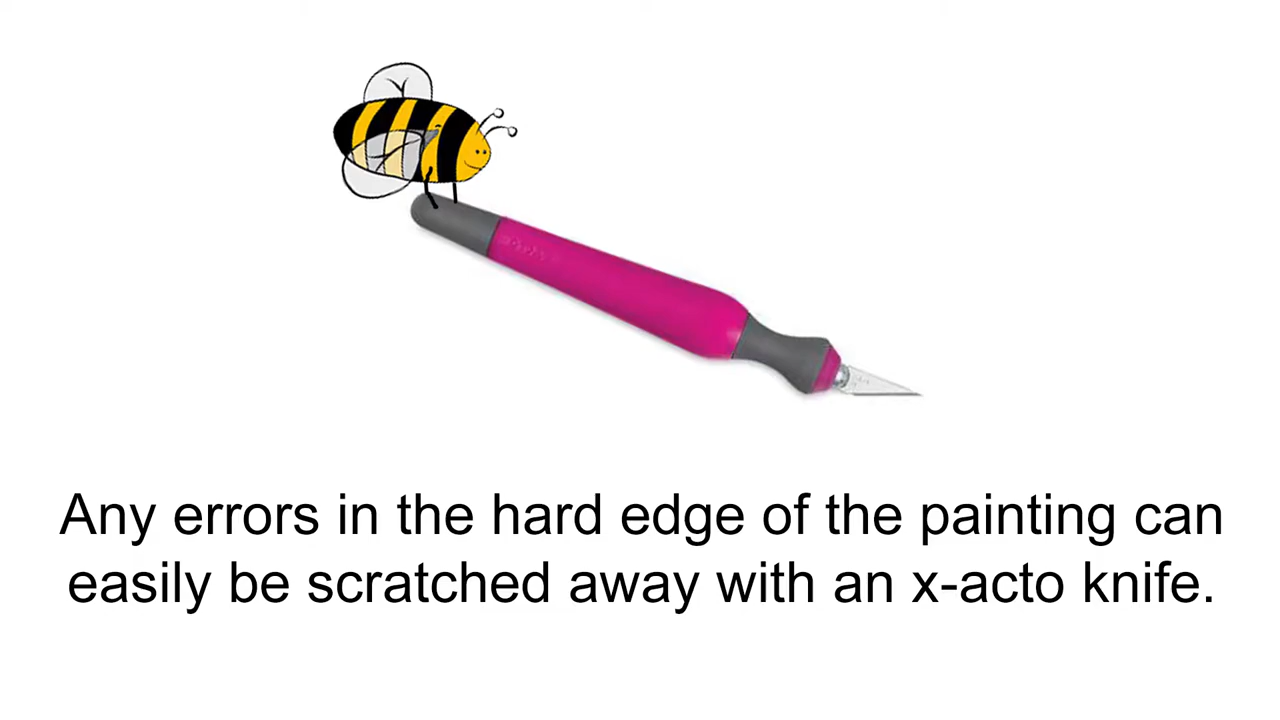 Any errors in the hard edge of the painting can
easily be scratched away with an x-acto knife.